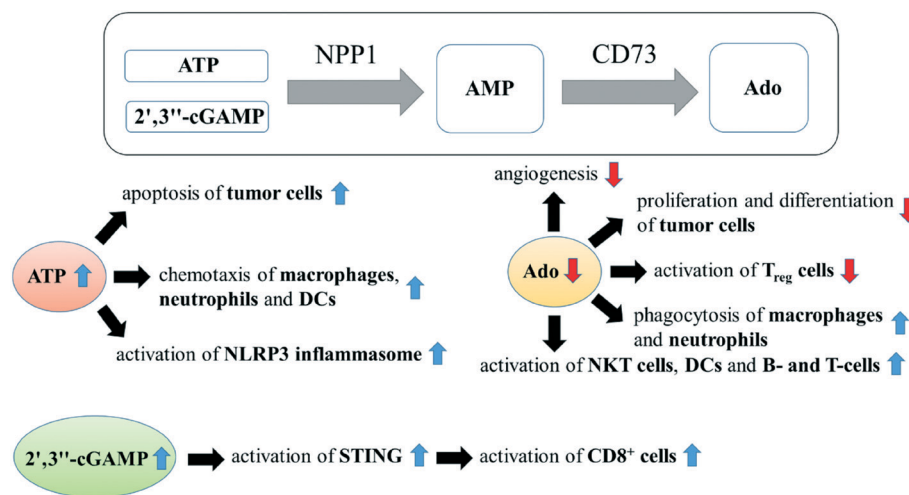 NPP1
CD73
ATP
2',3"-cGAMP
AMP
Ado
angiogenesis
apoptosis of tumor cells
proliferation and differentiation
of tumor cells
ATP
chemotaxis of macrophages,
neutrophils and DCs
Ado
activation of Treg cells
activation of NLRP3 inflammasome
phagocytosis of macrophages
and neutrophils
activation of NKT cells, DCs and B- and T-cells
2',3"-cGAMP
activation of STING
activation of CD8+ cells